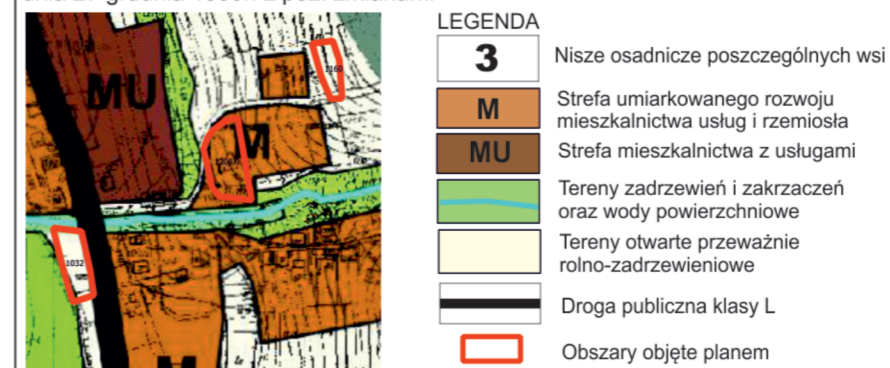 LEGENDA
3 Nisze osadnicze poszczególnych wsi
M Strefa umiarkowanego rozwoju
mieszkalnictwa usług i rzemiosła
MU Strefa mieszkalnictwa z usługami
Tereny zadrzewień i zakrzaczeń
oraz wody powierzchniowe
Tereny otwarte przeważnie
rolno-zadrzewieniowe
Droga publiczna klasy L
Obszary objęte planem
MU
1160
M
1032
M